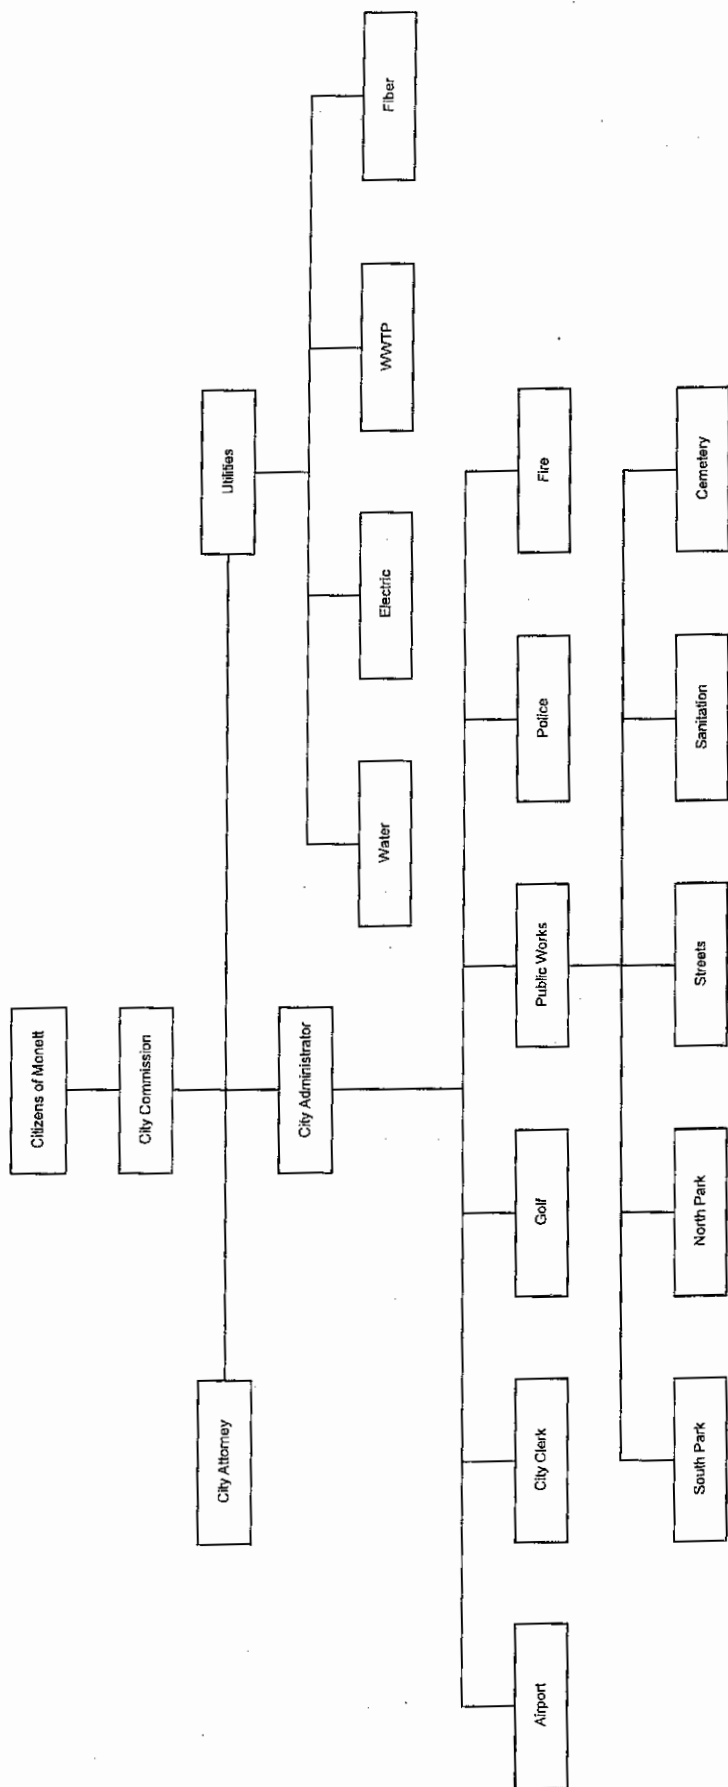 Citizens of Monett
City Commission
City Attorney
Utilities
City Administrator
Water
Electric
WWTP
Fiber
Airport
City Clerk
Golf
Public Works
Police
Fire
South Park
North Park
Streets
Sanitation
Cemetery